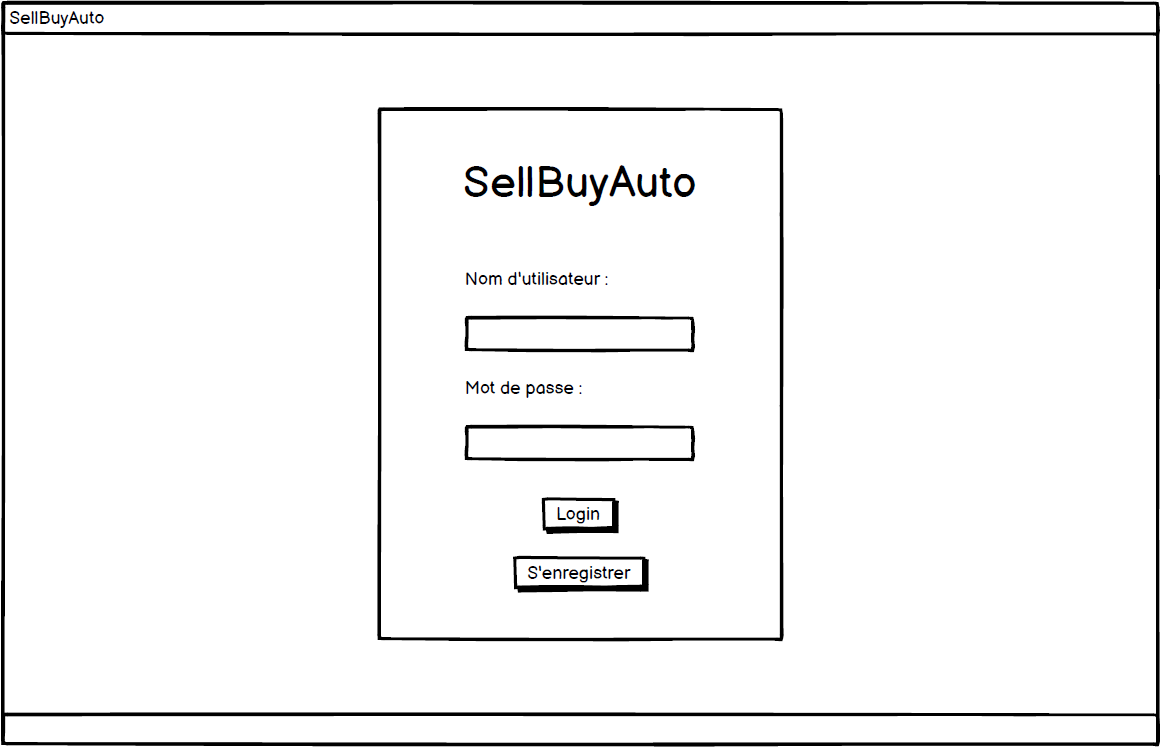 SellBuyAuto
SellBuyAuto
Nom d'utilisateur :
Mot de passe :
Login
S'enregistrer